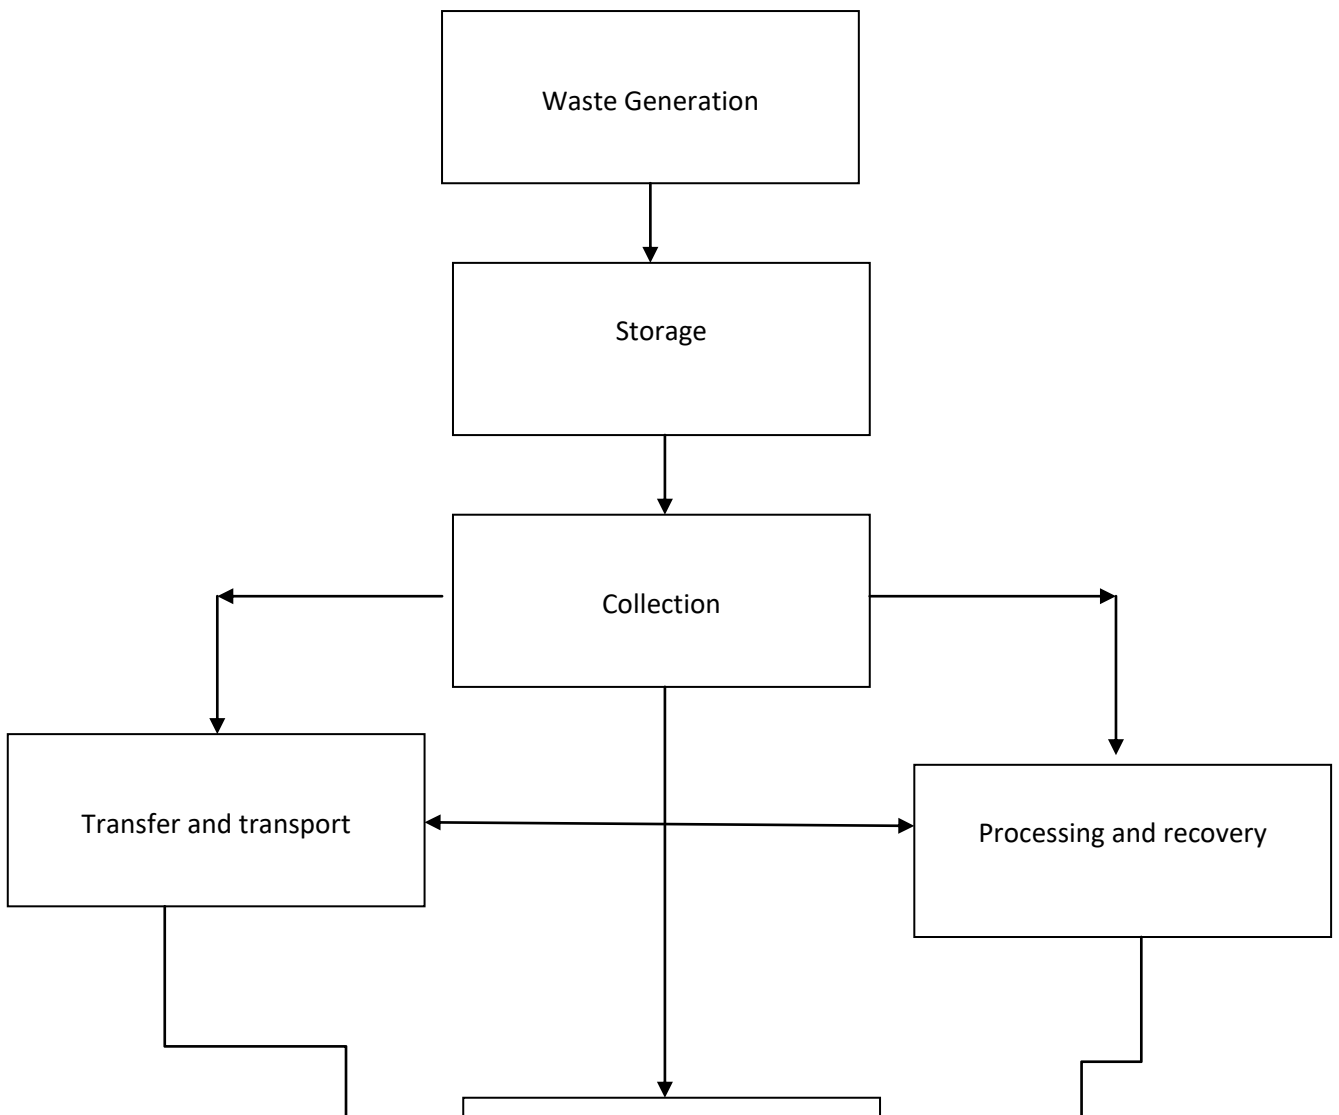 Waste Generation
Storage
Collection
Transfer and transport
Processing and recovery